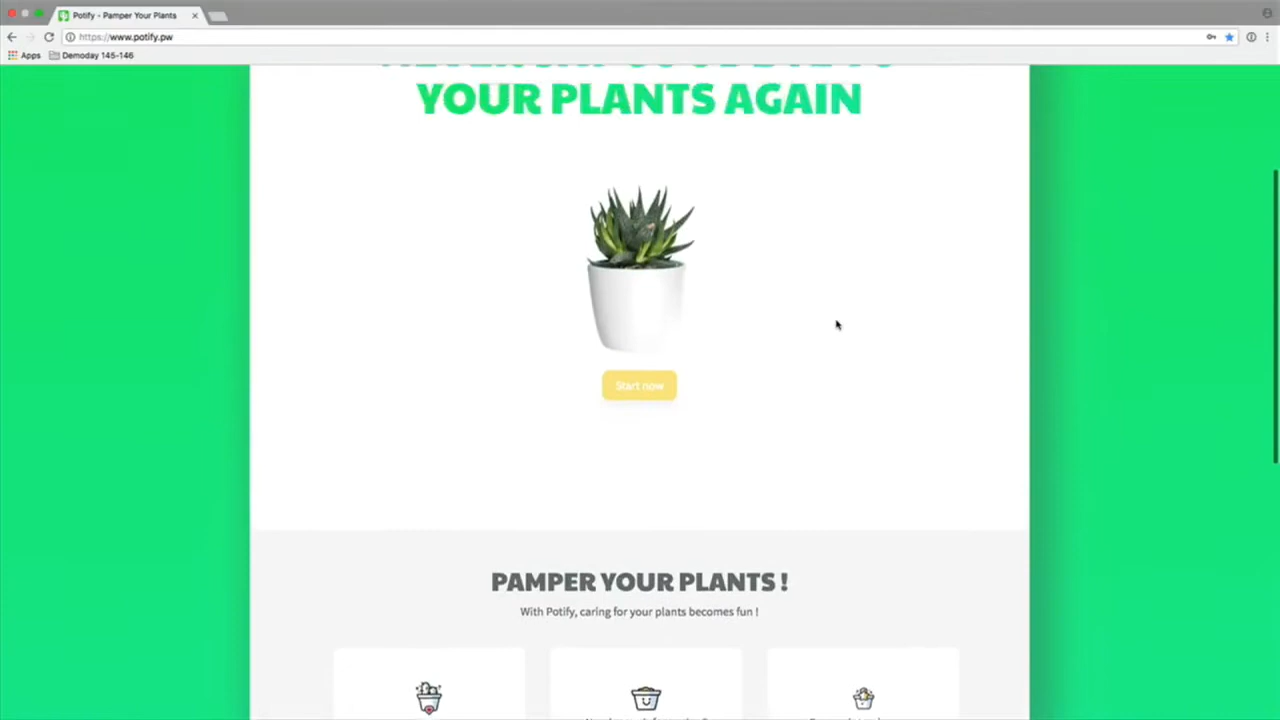 Potify - Pamper Your Plants
https://www.potify.pw
Apps
Demoday 145-146
YOUR PLANTS AGAIN
Start now
PAMPER YOUR PLANTS !
With Potify, caring for your plants becomes fun !